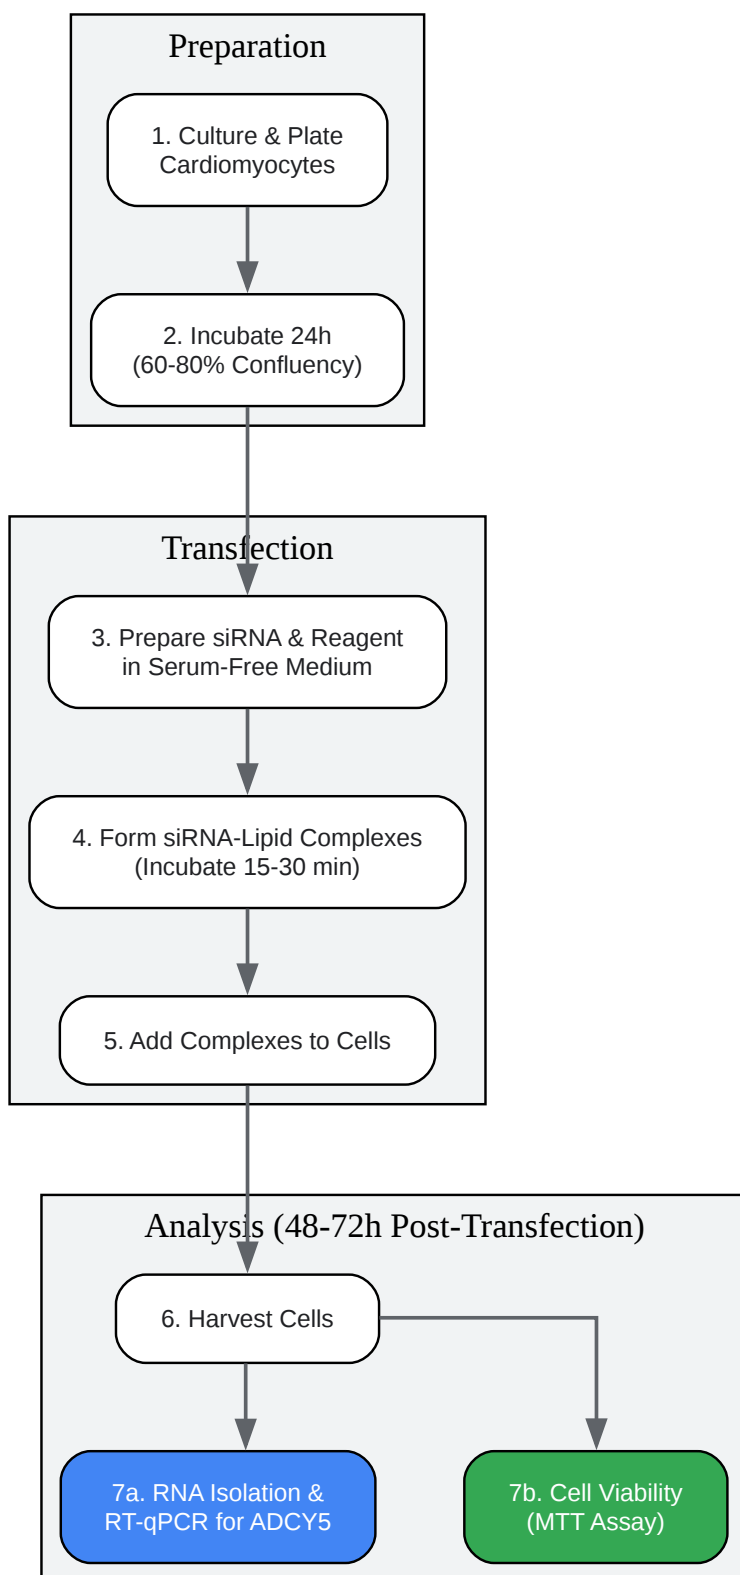 Preparation
1. Culture & Plate
Cardiomyocytes
2. Incubate 24h
(60-80% Confluency)
Transfection
3. Prepare siRNA & Reagent
in Serum-Free Medium
4. Form siRNA-Lipid Complexes
(Incubate 15-30 min)
5. Add Complexes to Cells
Analysis (48-72h Post-Transfection)
6. Harvest Cells
7a. RNA Isolation &
RT-qPCR for ADCY5
7b. Cell Viability
(MTT Assay)